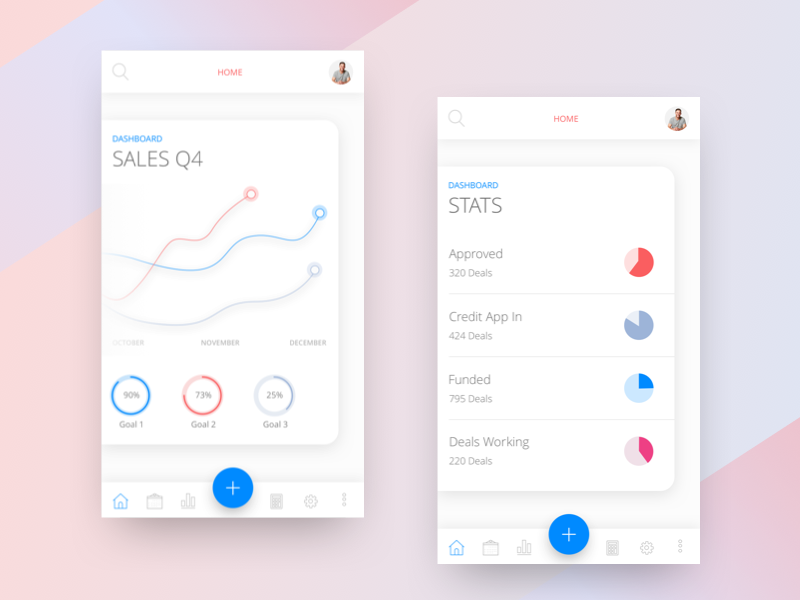 HOME
DASHBOARD
SALES Q4
OCTOBER NOVEMBER DECEMBER
90% 73% 25%
Goal 1 Goal 2 Goal 3
HOME
DASHBOARD
STATS
Approved
320 Deals
Credit App In
424 Deals
Funded
795 Deals
Deals Working
220 Deals